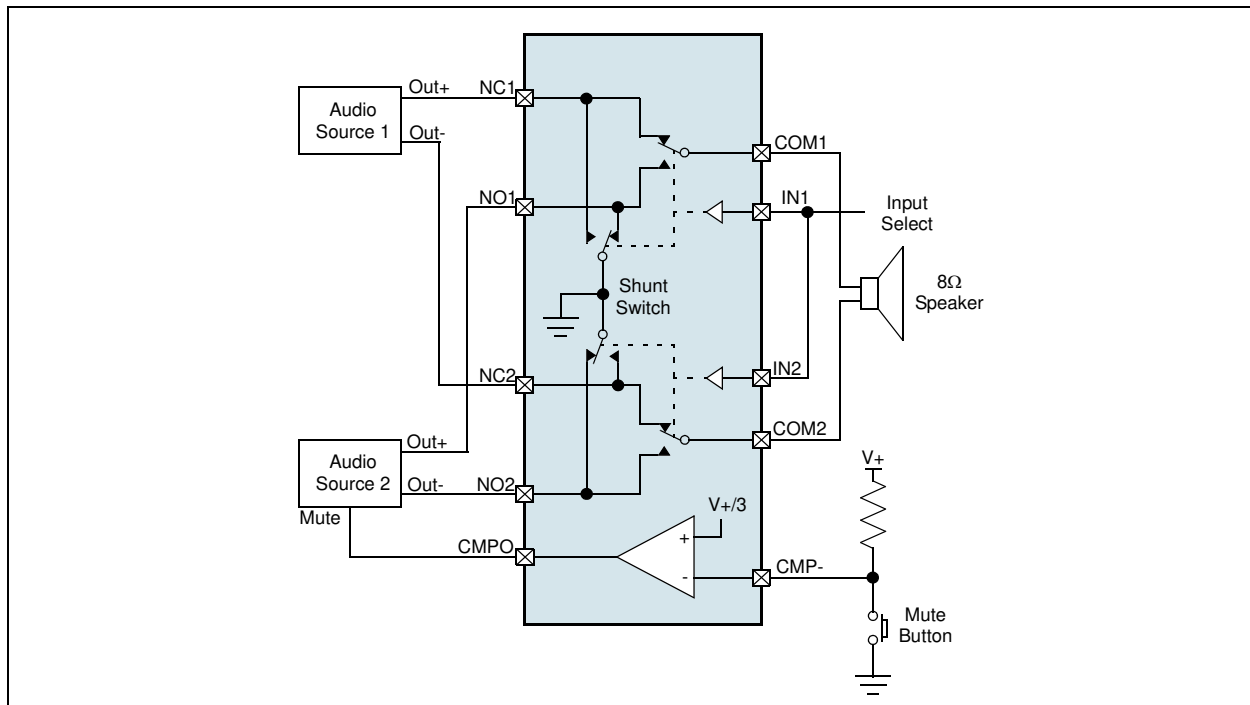 Audio
Source 1
Out+
Out-
NC1
COM1
NO1
IN1
Input
Select
Shunt
Switch
8Ω
Speaker
NC2
IN2
COM2
Audio
Source 2
Out+
Out-
Mute
NO2
V+
V+/3
CMPO
+
-
CMP-
Mute
Button